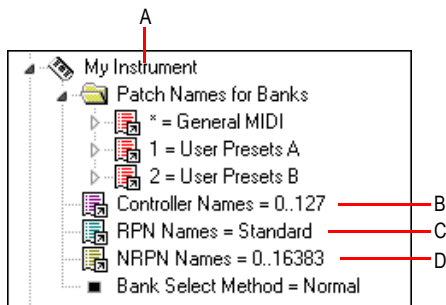 A
My Instrument
Patch Names for Banks
* = General MIDI
1 = User Presets A
2 = User Presets B
Controller Names = 0..127
B
RPN Names = Standard
C
NRPN Names = 0..16383
D
Bank Select Method = Normal